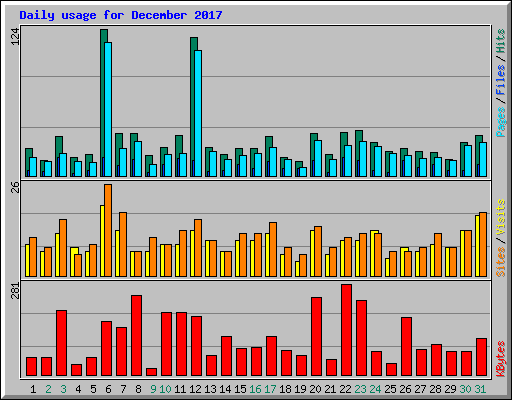 Daily usage for December 2017
124
Pages / Files / Hits
26
Sites / Visits
281
KBytes
1 2 3 4 5 6 7 8 9 10 11 12 13 14 15 16 17 18 19 20 21 22 23 24 25 26 27 28 29 30 31